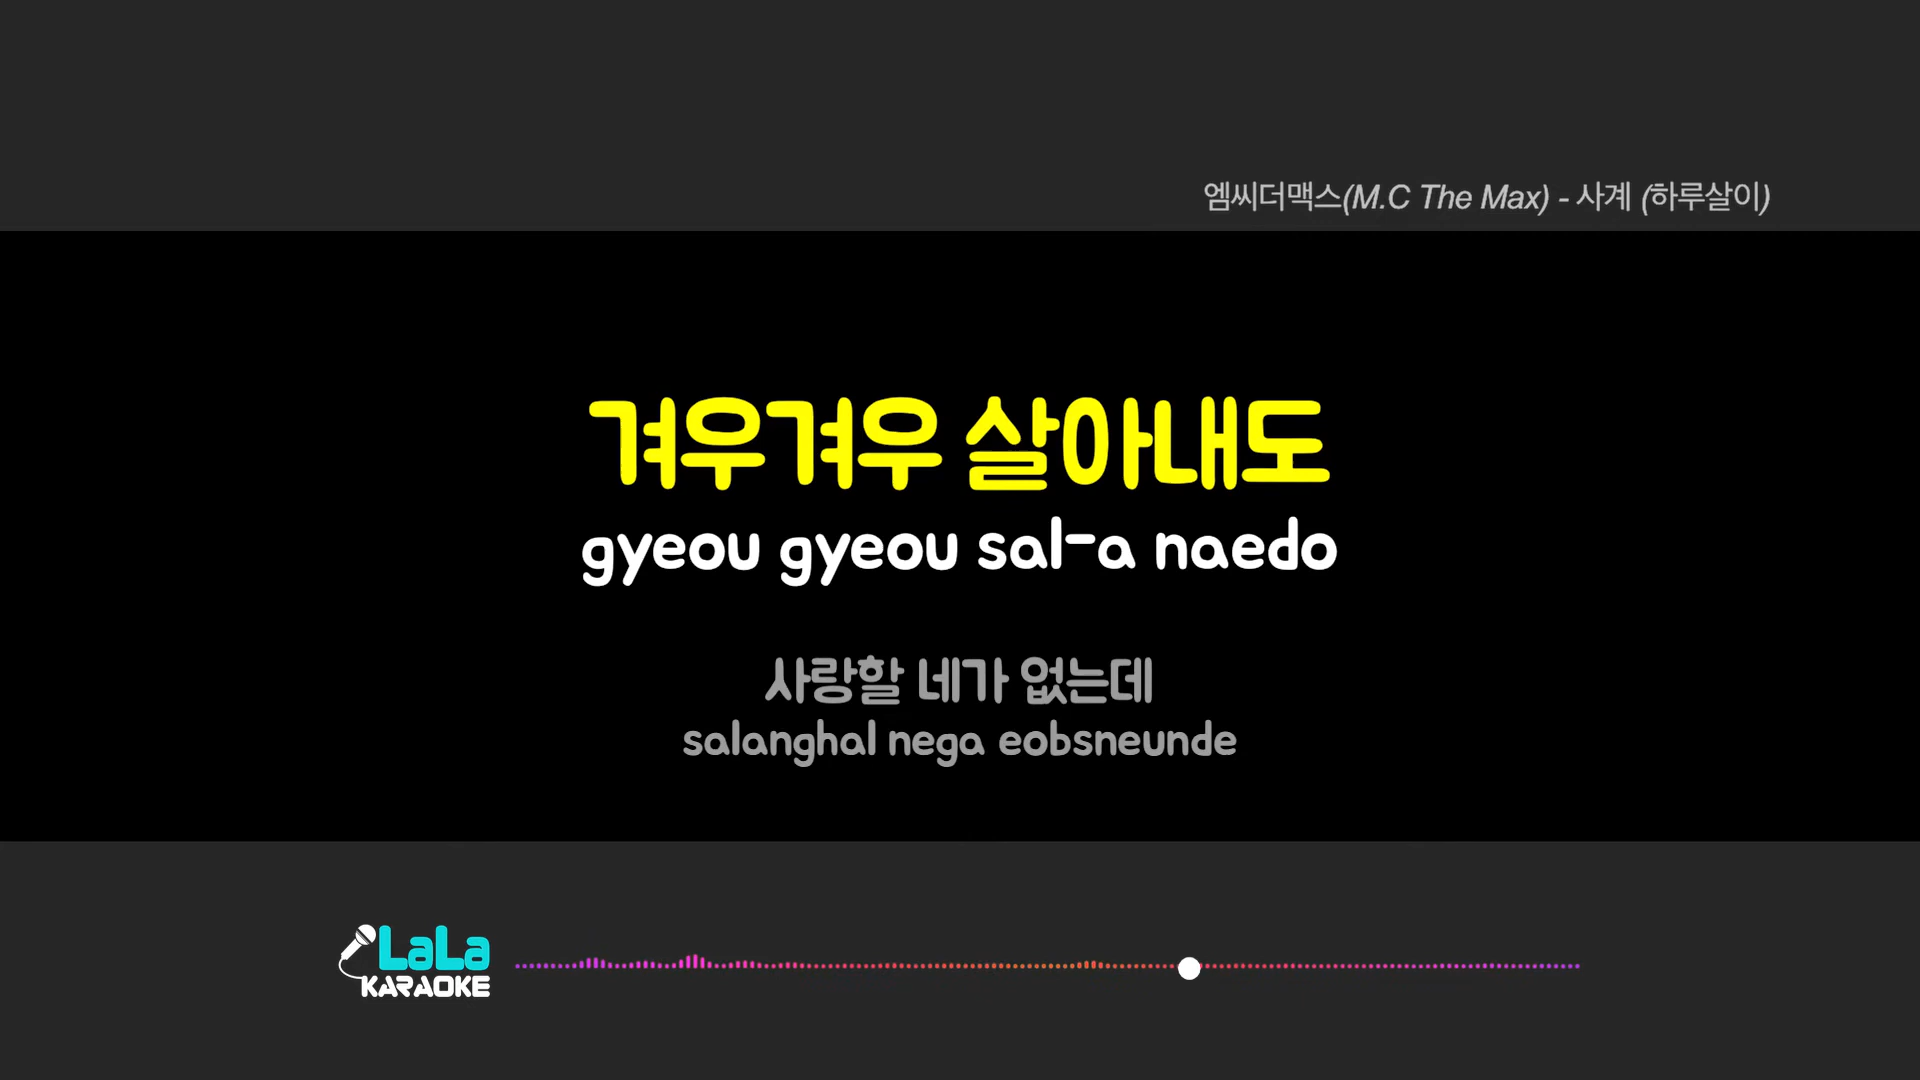 엠씨더맥스(M.C The Max) - 사계 (하루살이)
겨우겨우 살아내도
gyeou gyeou sal-a naedo
사랑할 네가 없는데
salanghal nega eobsneunde
LaLa
KARAOKE